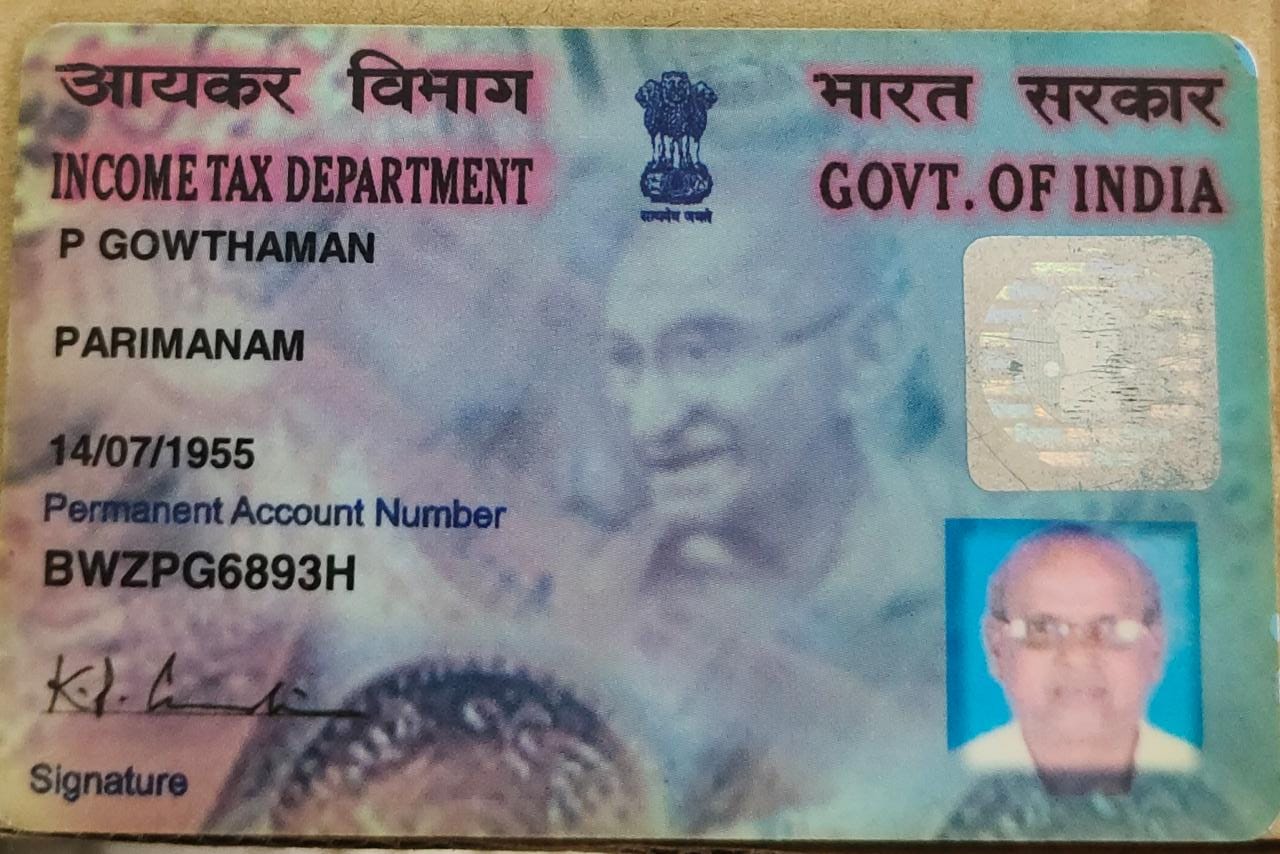 आयकर विभाग
INCOME TAX DEPARTMENT
भारत सरकार
GOVT. OF INDIA
सत्यमेव जयते
P GOWTHAMAN
PARIMANAM
14/07/1955
Permanent Account Number
BWZPG6893H
Signature